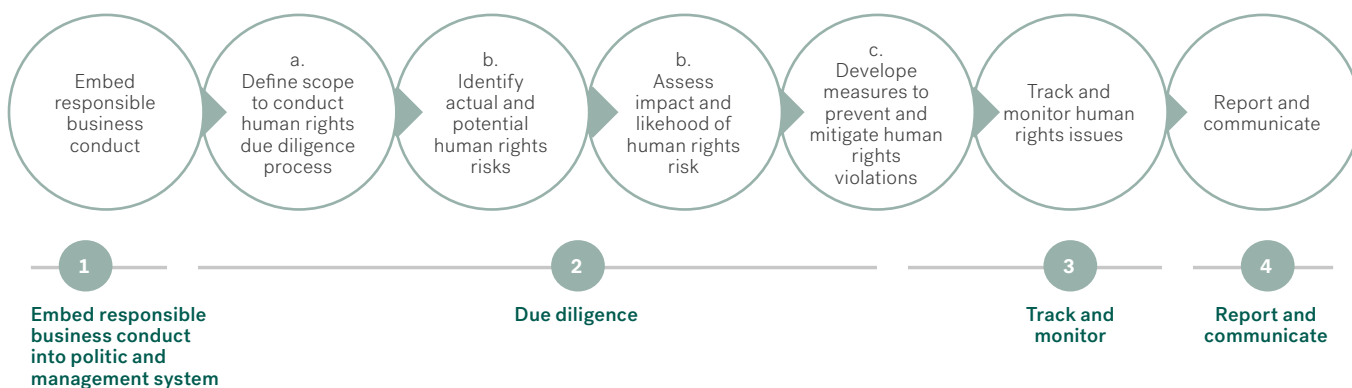 Embed
responsible
business
conduct
a.
Define scope
to conduct
human rights
due diligence
process
b.
Identify
actual and
potential
human rights
risks
b.
Assess
impact and
likehood of
human rights
risk
c.
Develope
measures to
prevent and
mitigate human
rights
violations
Track and
monitor human
rights issues
Report and
communicate
1
2
3
4
Embed responsible
business conduct
into politic and
management system
Due diligence
Track and
monitor
Report and
communicate